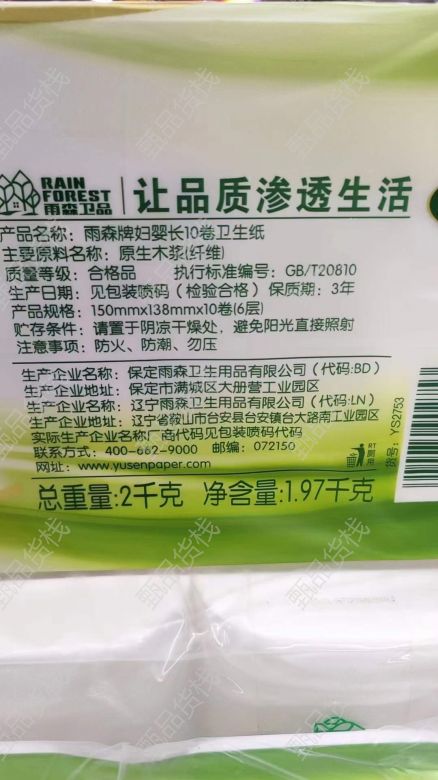 RAIN
FOREST
雨森卫品
让品质渗透生活
产品名称：雨森牌妇婴长10卷卫生纸
主要原料名称：原生木浆(纤维)
质量等级：合格品 执行标准编号：GB/T20810
生产日期：见包装喷码（检验合格）保质期：3年
产品规格：150mmx138mmx10卷(6层)
贮存条件：请置于阴凉干燥处，避免阳光直接照射
注意事项：防火、防潮、勿压
生产企业名称：保定雨森卫生用品有限公司（代码:BD）
生产企业地址：保定市满城区大册营工业园区
生产企业名称：辽宁雨森卫生用品有限公司（代码:LN）
生产企业地址：辽宁省鞍山市台安县台安镇台大路南工业园区
实际生产企业名称厂商代码见包装喷码代码
联系方式：400-662-9000 邮编：072150
网址：www.yusenpaper.com
RT
厕用
货号：YS2753
总重量:2千克 净含量:1.97千克
甄品货栈